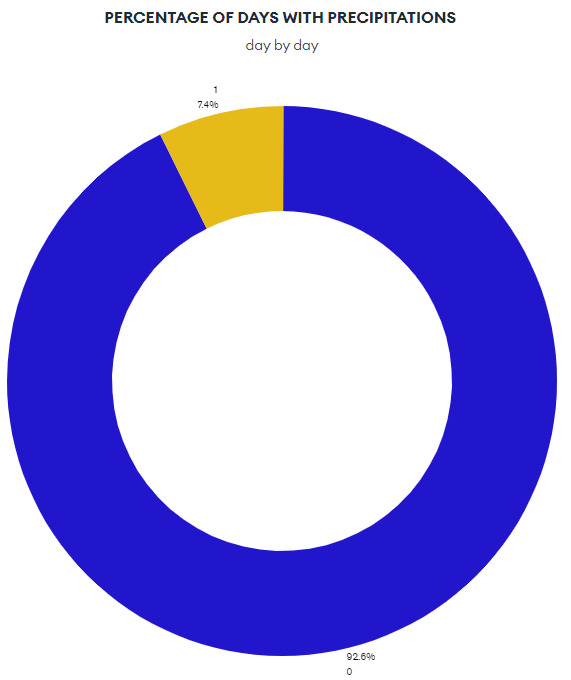 PERCENTAGE OF DAYS WITH PRECIPITATIONS
day by day
1
7.4%
92.6%
0